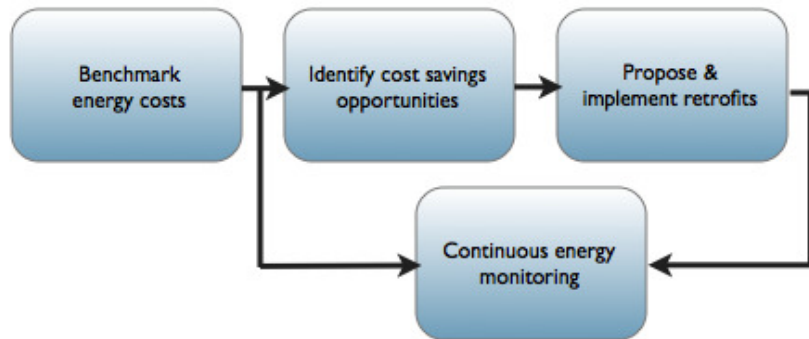 Benchmark
energy costs
Identify cost savings
opportunities
Propose &
implement retrofits
Continuous energy
monitoring